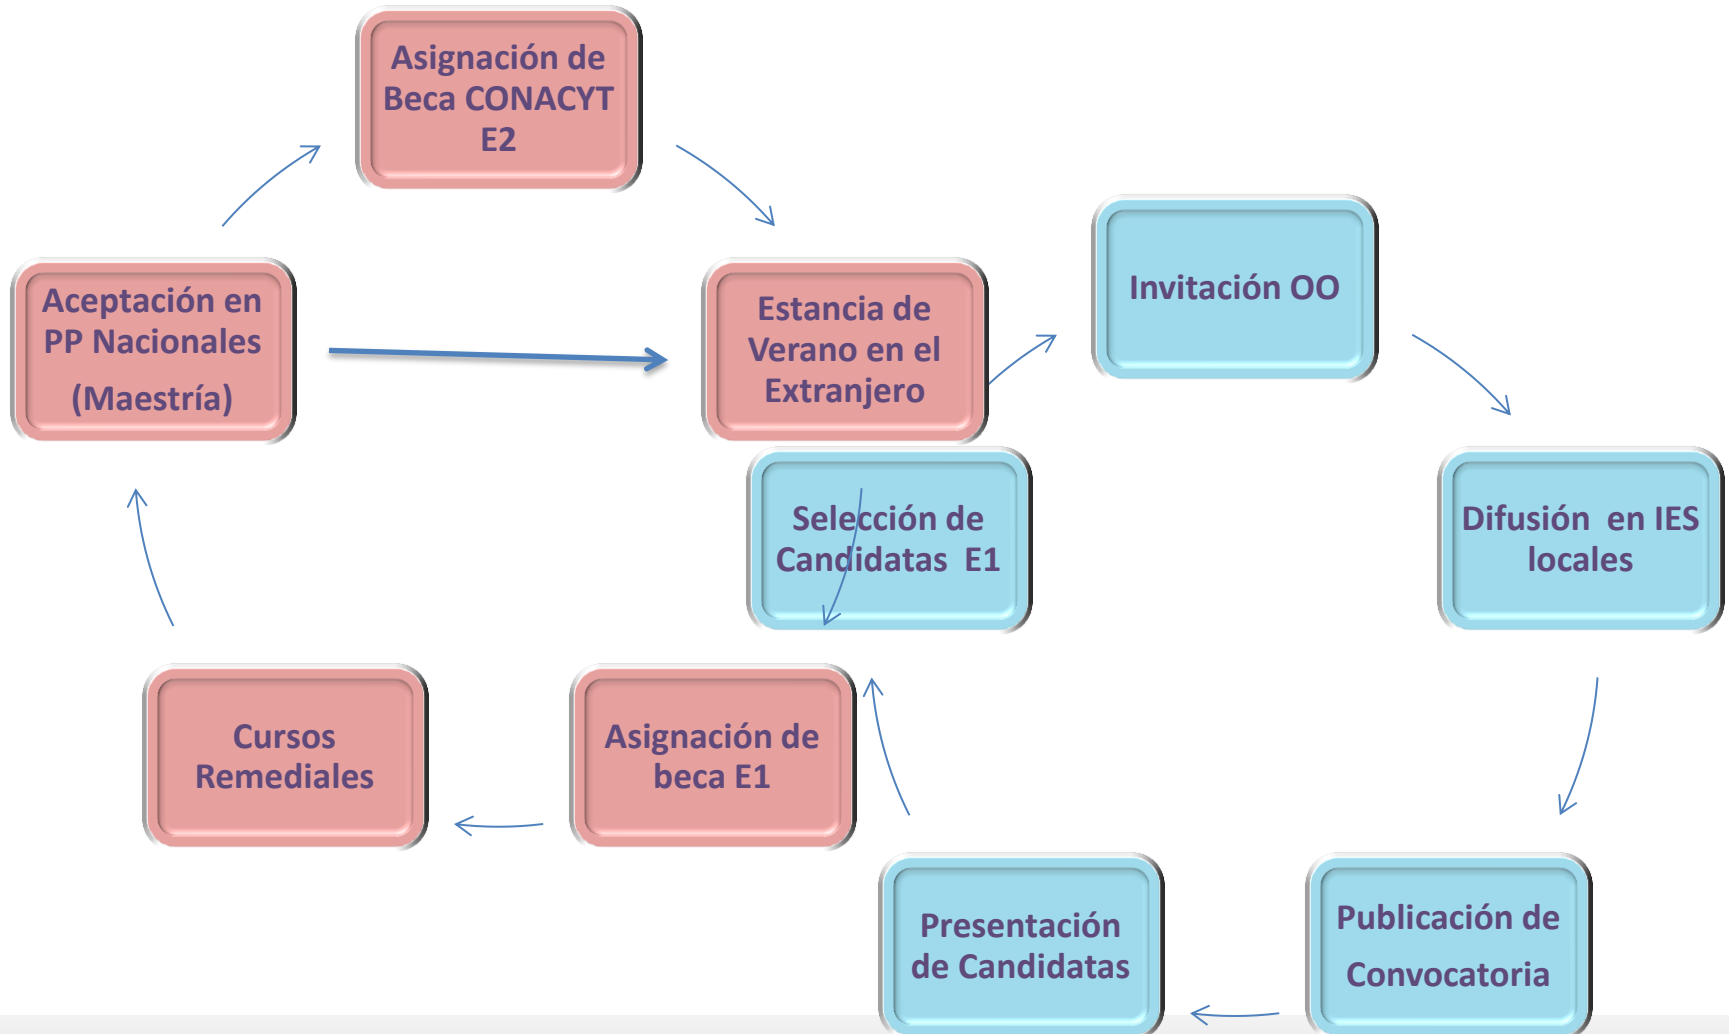 Asignación de
Beca CONACYT
E2
Aceptación en
PP Nacionales
(Maestría)
Estancia de
Verano en el
Extranjero
Invitación OO
Selección de
Candidatas E1
Difusión en IES
locales
Cursos
Remediales
Asignación de
beca E1
Presentación
de Candidatas
Publicación de
Convocatoria